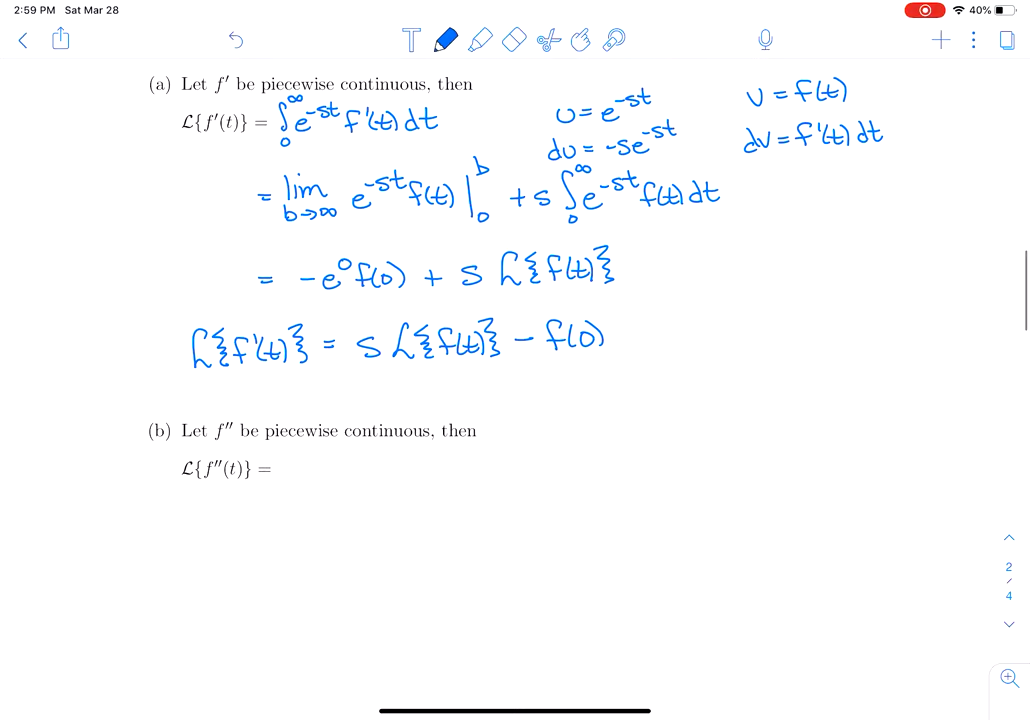 2:59 PM Sat Mar 28 40%
(a) Let f′ be piecewise continuous, then
ℒ{f′(t)} = ∫₀^∞ e^{-st} f'(t) dt u = e^{-st} v = f(t)
du = -se^{-st} dv = f'(t) dt
= lim_{b→∞} e^{-st} f(t) |₀^b + s ∫₀^∞ e^{-st} f(t) dt
= -e⁰ f(0) + s ℒ{f(t)}
ℒ{f'(t)} = s ℒ{f(t)} - f(0)
(b) Let f″ be piecewise continuous, then
ℒ{f″(t)} =
2
/
4